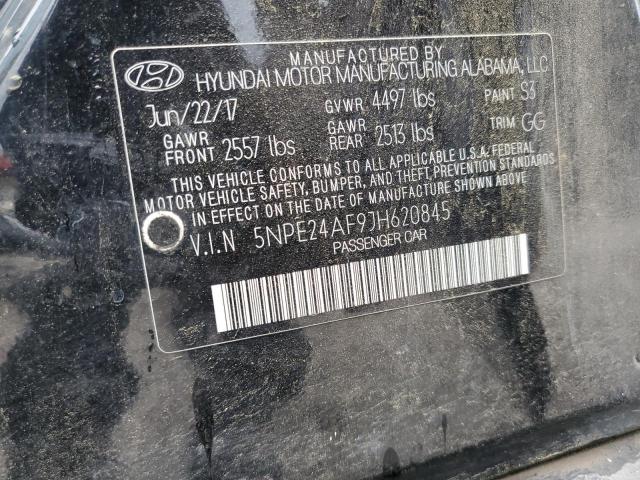 MANUFACTURED BY
HYUNDAI MOTOR MANUFACTURING ALABAMA, LLC
Jun/22/17 GVWR 4497 lbs PAINT S3
GAWR FRONT 2557 lbs GAWR REAR 2513 lbs TRIM GG
THIS VEHICLE CONFORMS TO ALL APPLICABLE U.S.A. FEDERAL
MOTOR VEHICLE SAFETY, BUMPER, AND THEFT PREVENTION STANDARDS
IN EFFECT ON THE DATE OF MANUFACTURE SHOWN ABOVE
V.I.N 5NPE24AF9JH620845
PASSENGER CAR